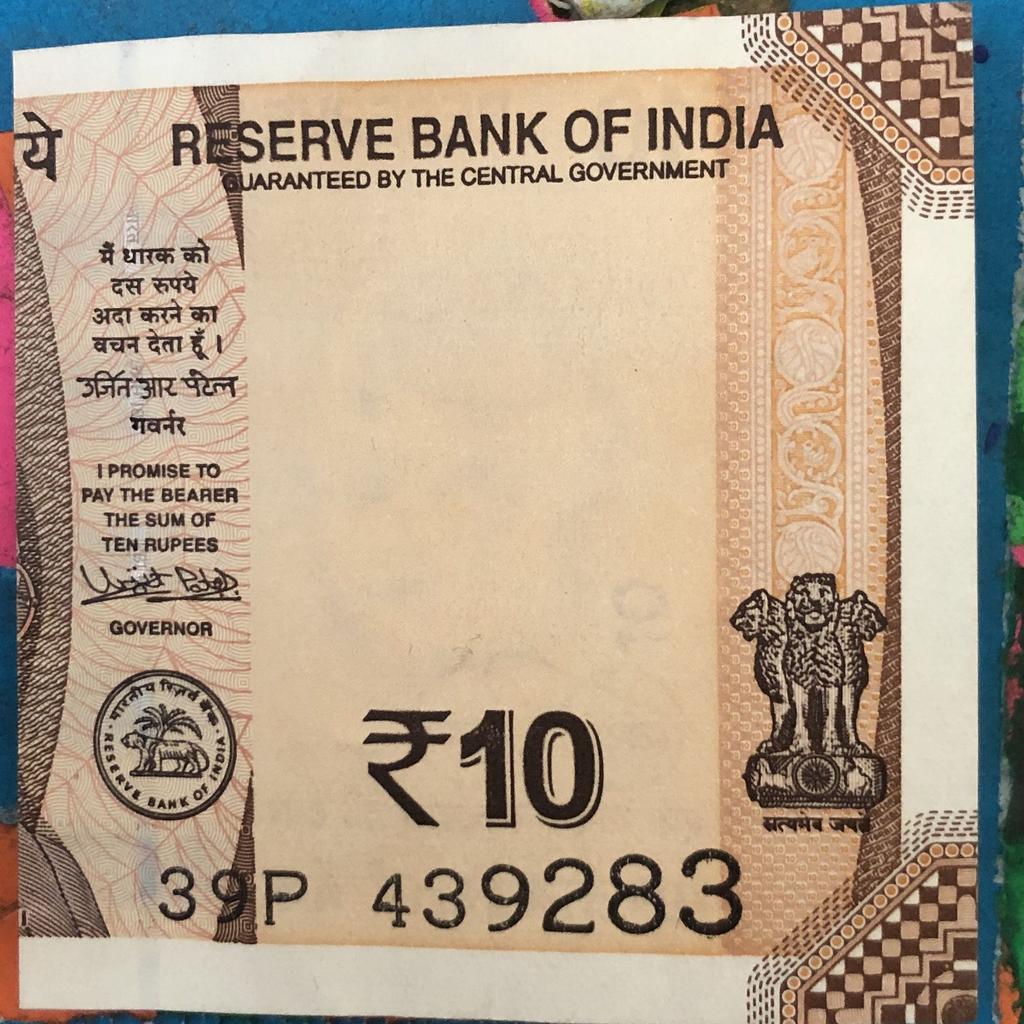 ये
RESERVE BANK OF INDIA
GUARANTEED BY THE CENTRAL GOVERNMENT
मैं धारक को
दस रुपये
अदा करने का
वचन देता हूँ ।
उर्जित आर पटेल
गवर्नर
I PROMISE TO
PAY THE BEARER
THE SUM OF
TEN RUPEES
Urjit Patel
GOVERNOR
भारतीय रिज़र्व बैंक
RESERVE BANK OF INDIA
₹10
सत्यमेव जयते
39P 439283